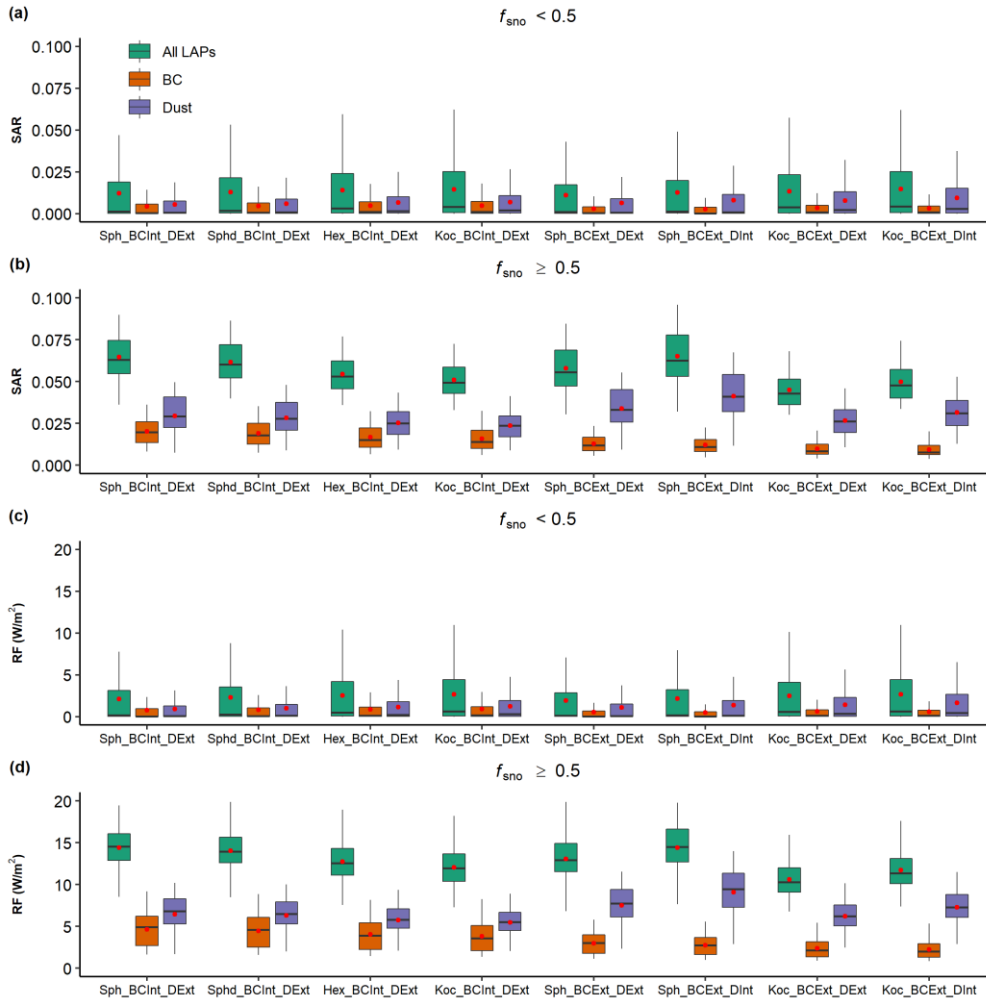 (a)
fsno < 0.5
0.100
0.075
0.050
0.025
0.000
SAR
All LAPs
BC
Dust
Sph_BCInt_DExt Sphd_BCInt_DExt Hex_BCInt_DExt Koc_BCInt_DExt Sph_BCExt_DExt Sph_BCExt_DInt Koc_BCExt_DExt Koc_BCExt_DInt
(b)
fsno ≥ 0.5
0.100
0.075
0.050
0.025
0.000
SAR
Sph_BCInt_DExt Sphd_BCInt_DExt Hex_BCInt_DExt Koc_BCInt_DExt Sph_BCExt_DExt Sph_BCExt_DInt Koc_BCExt_DExt Koc_BCExt_DInt
(c)
fsno < 0.5
20
15
10
5
0
RF (W/m²)
Sph_BCInt_DExt Sphd_BCInt_DExt Hex_BCInt_DExt Koc_BCInt_DExt Sph_BCExt_DExt Sph_BCExt_DInt Koc_BCExt_DExt Koc_BCExt_DInt
(d)
fsno ≥ 0.5
20
15
10
5
0
RF (W/m²)
Sph_BCInt_DExt Sphd_BCInt_DExt Hex_BCInt_DExt Koc_BCInt_DExt Sph_BCExt_DExt Sph_BCExt_DInt Koc_BCExt_DExt Koc_BCExt_DInt